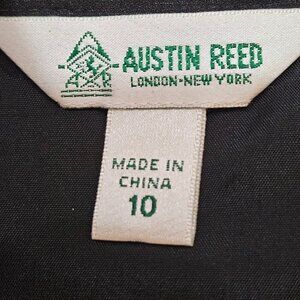 AUSTIN REED
LONDON-NEW YORK
MADE IN
CHINA
10